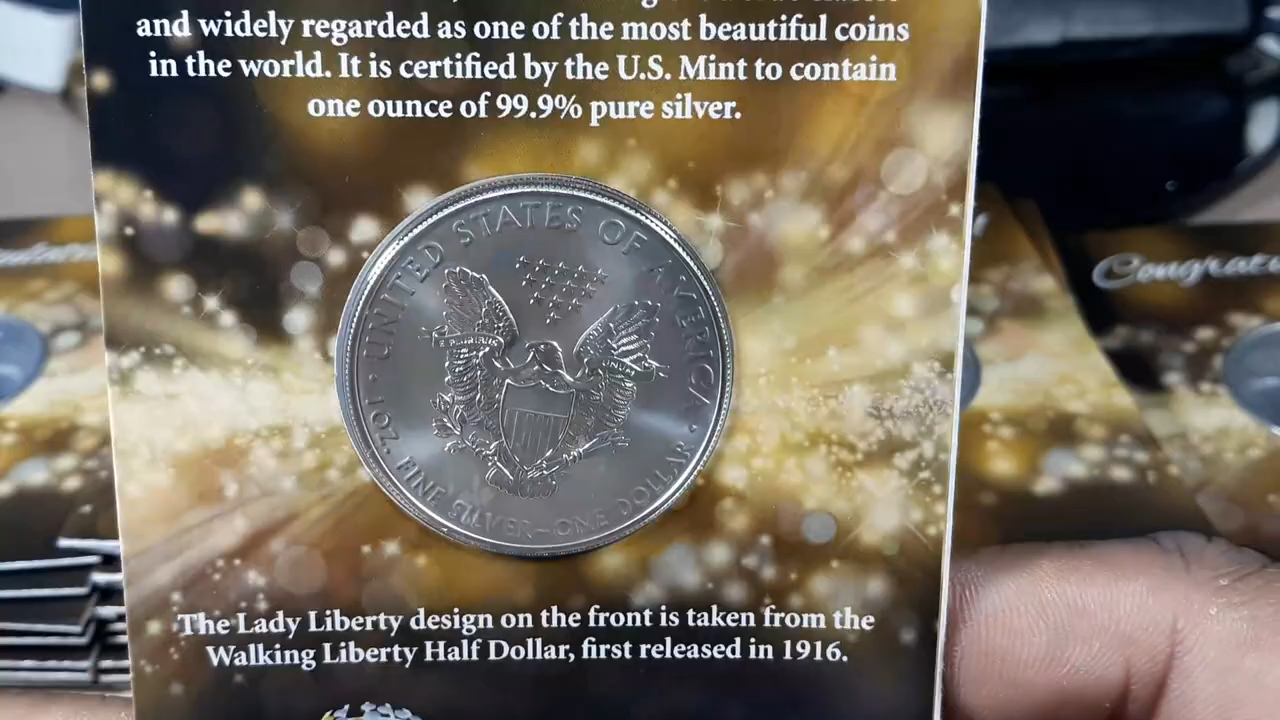 and widely regarded as one of the most beautiful coins
in the world. It is certified by the U.S. Mint to contain
one ounce of 99.9% pure silver.
UNITED STATES OF AMERICA
E PLURIBUS
UNUM
1 OZ. FINE SILVER–ONE DOLLAR
The Lady Liberty design on the front is taken from the
Walking Liberty Half Dollar, first released in 1916.